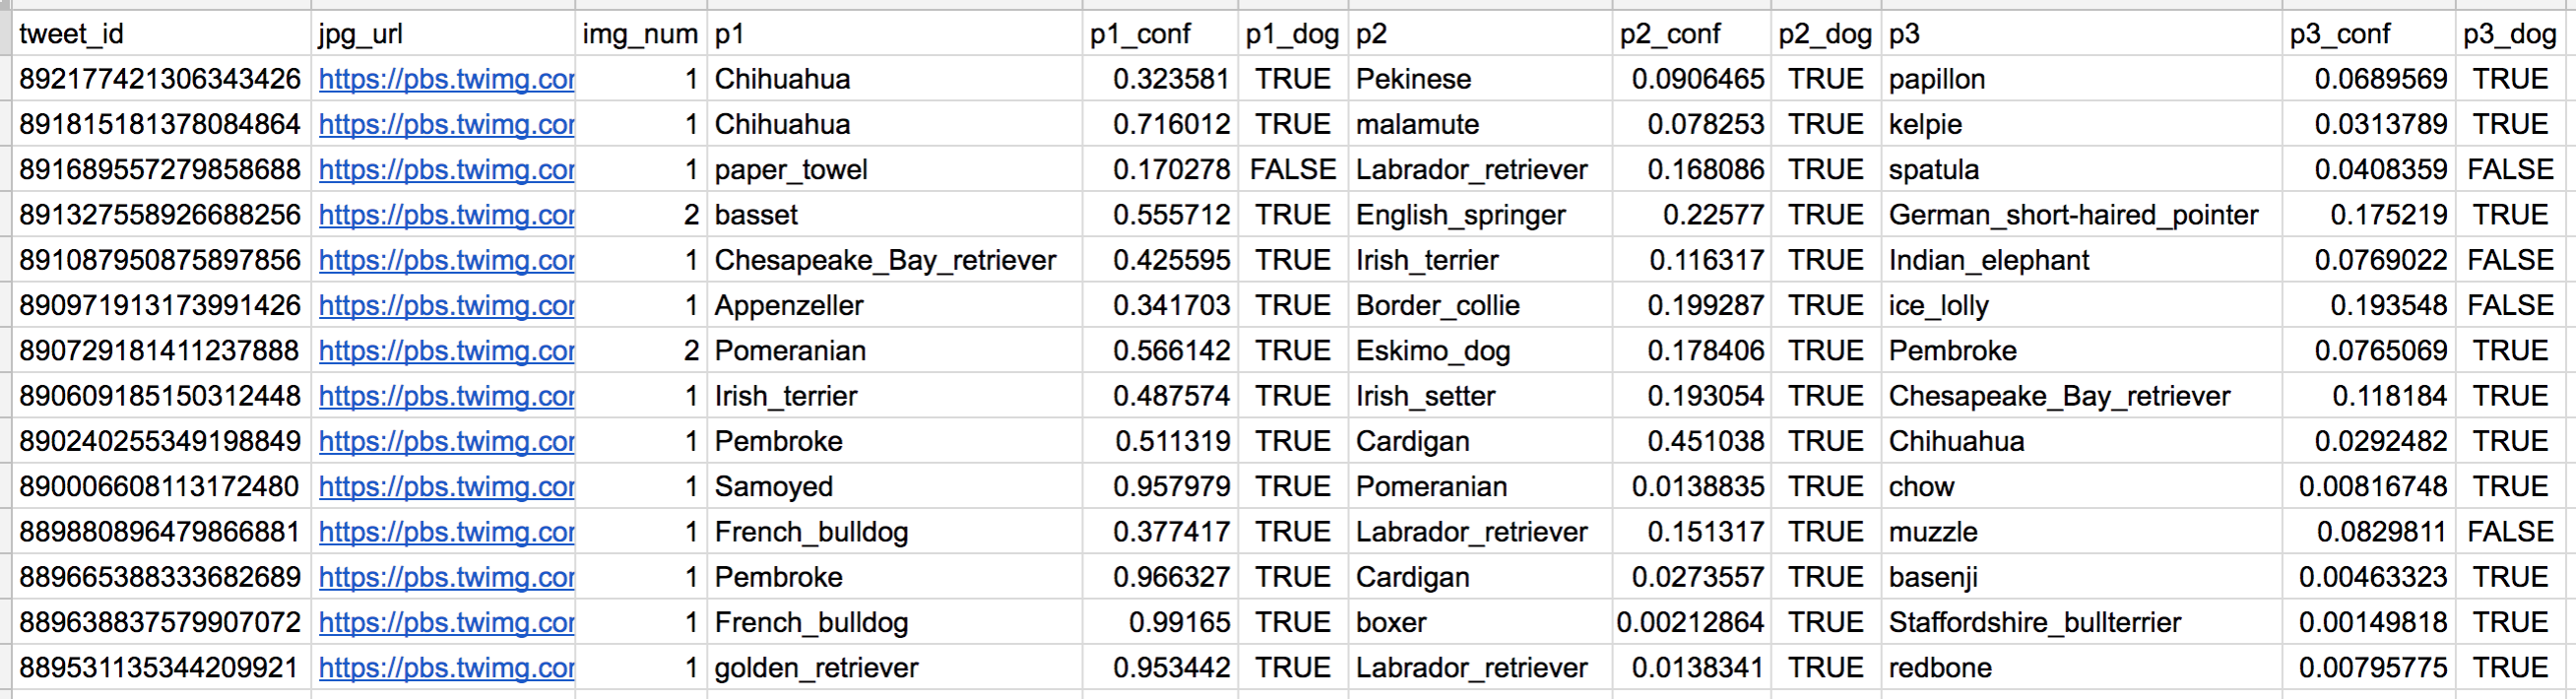 tweet_id jpg_url img_num p1 p1_conf p1_dog p2 p2_conf p2_dog p3 p3_conf p3_dog
892177421306343426 https://pbs.twimg.cor 1 Chihuahua 0.323581 TRUE Pekinese 0.0906465 TRUE papillon 0.0689569 TRUE
891815181378084864 https://pbs.twimg.cor 1 Chihuahua 0.716012 TRUE malamute 0.078253 TRUE kelpie 0.0313789 TRUE
891689557279858688 https://pbs.twimg.cor 1 paper_towel 0.170278 FALSE Labrador_retriever 0.168086 TRUE spatula 0.0408359 FALSE
891327558926688256 https://pbs.twimg.cor 2 basset 0.555712 TRUE English_springer 0.22577 TRUE German_short-haired_pointer 0.175219 TRUE
891087950875897856 https://pbs.twimg.cor 1 Chesapeake_Bay_retriever 0.425595 TRUE Irish_terrier 0.116317 TRUE Indian_elephant 0.0769022 FALSE
890971913173991426 https://pbs.twimg.cor 1 Appenzeller 0.341703 TRUE Border_collie 0.199287 TRUE ice_lolly 0.193548 FALSE
890729181411237888 https://pbs.twimg.cor 2 Pomeranian 0.566142 TRUE Eskimo_dog 0.178406 TRUE Pembroke 0.0765069 TRUE
890609185150312448 https://pbs.twimg.cor 1 Irish_terrier 0.487574 TRUE Irish_setter 0.193054 TRUE Chesapeake_Bay_retriever 0.118184 TRUE
890240255349198849 https://pbs.twimg.cor 1 Pembroke 0.511319 TRUE Cardigan 0.451038 TRUE Chihuahua 0.0292482 TRUE
890006608113172480 https://pbs.twimg.cor 1 Samoyed 0.957979 TRUE Pomeranian 0.0138835 TRUE chow 0.00816748 TRUE
889880896479866881 https://pbs.twimg.cor 1 French_bulldog 0.377417 TRUE Labrador_retriever 0.151317 TRUE muzzle 0.0829811 FALSE
889665388333682689 https://pbs.twimg.cor 1 Pembroke 0.966327 TRUE Cardigan 0.0273557 TRUE basenji 0.00463323 TRUE
889638837579907072 https://pbs.twimg.cor 1 French_bulldog 0.99165 TRUE boxer 0.00212864 TRUE Staffordshire_bullterrier 0.00149818 TRUE
889531135344209921 https://pbs.twimg.cor 1 golden_retriever 0.953442 TRUE Labrador_retriever 0.0138341 TRUE redbone 0.00795775 TRUE